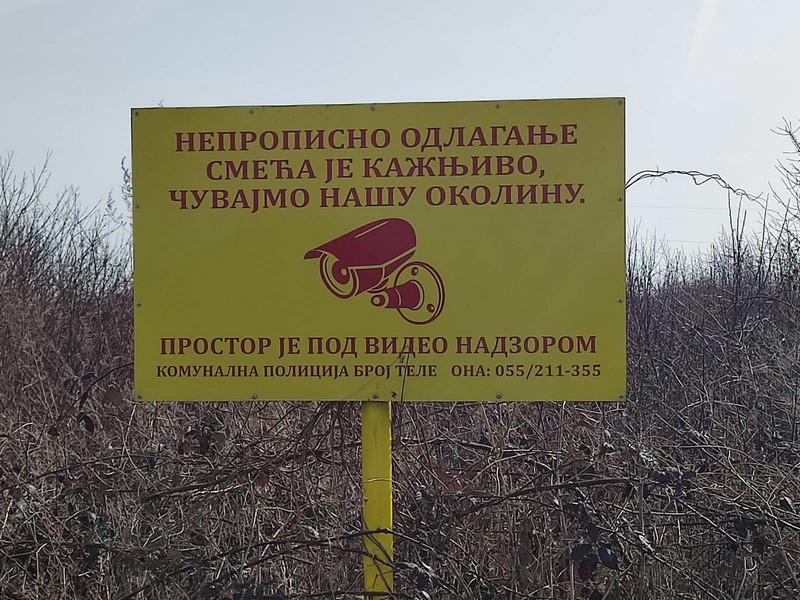 НЕПРОПИСНО ОДЛАГАЊЕ
СМЕЋА ЈЕ КАЖЊИВО,
ЧУВАЈМО НАШУ ОКОЛИНУ.
ПРОСТОР ЈЕ ПОД ВИДЕО НАДЗОРОМ
КОМУНАЛНА ПОЛИЦИЈА БРОЈ ТЕЛЕ ОНА: 055/211-355